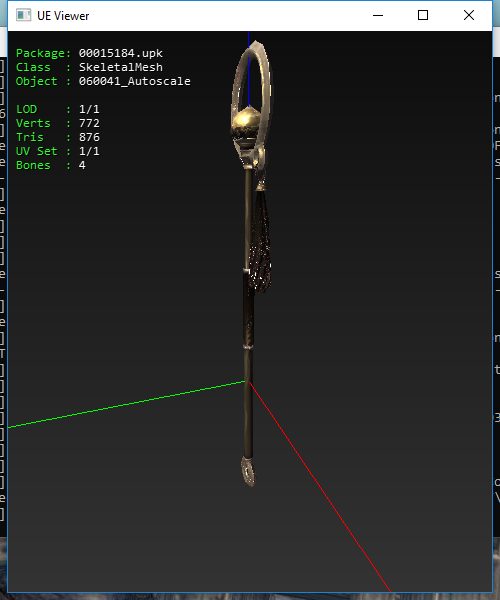 UE Viewer
Package: 00015184.upk
Class  : SkeletalMesh
Object : 060041_Autoscale
LOD    : 1/1
Verts  : 772
Tris   : 876
UV Set : 1/1
Bones  : 4